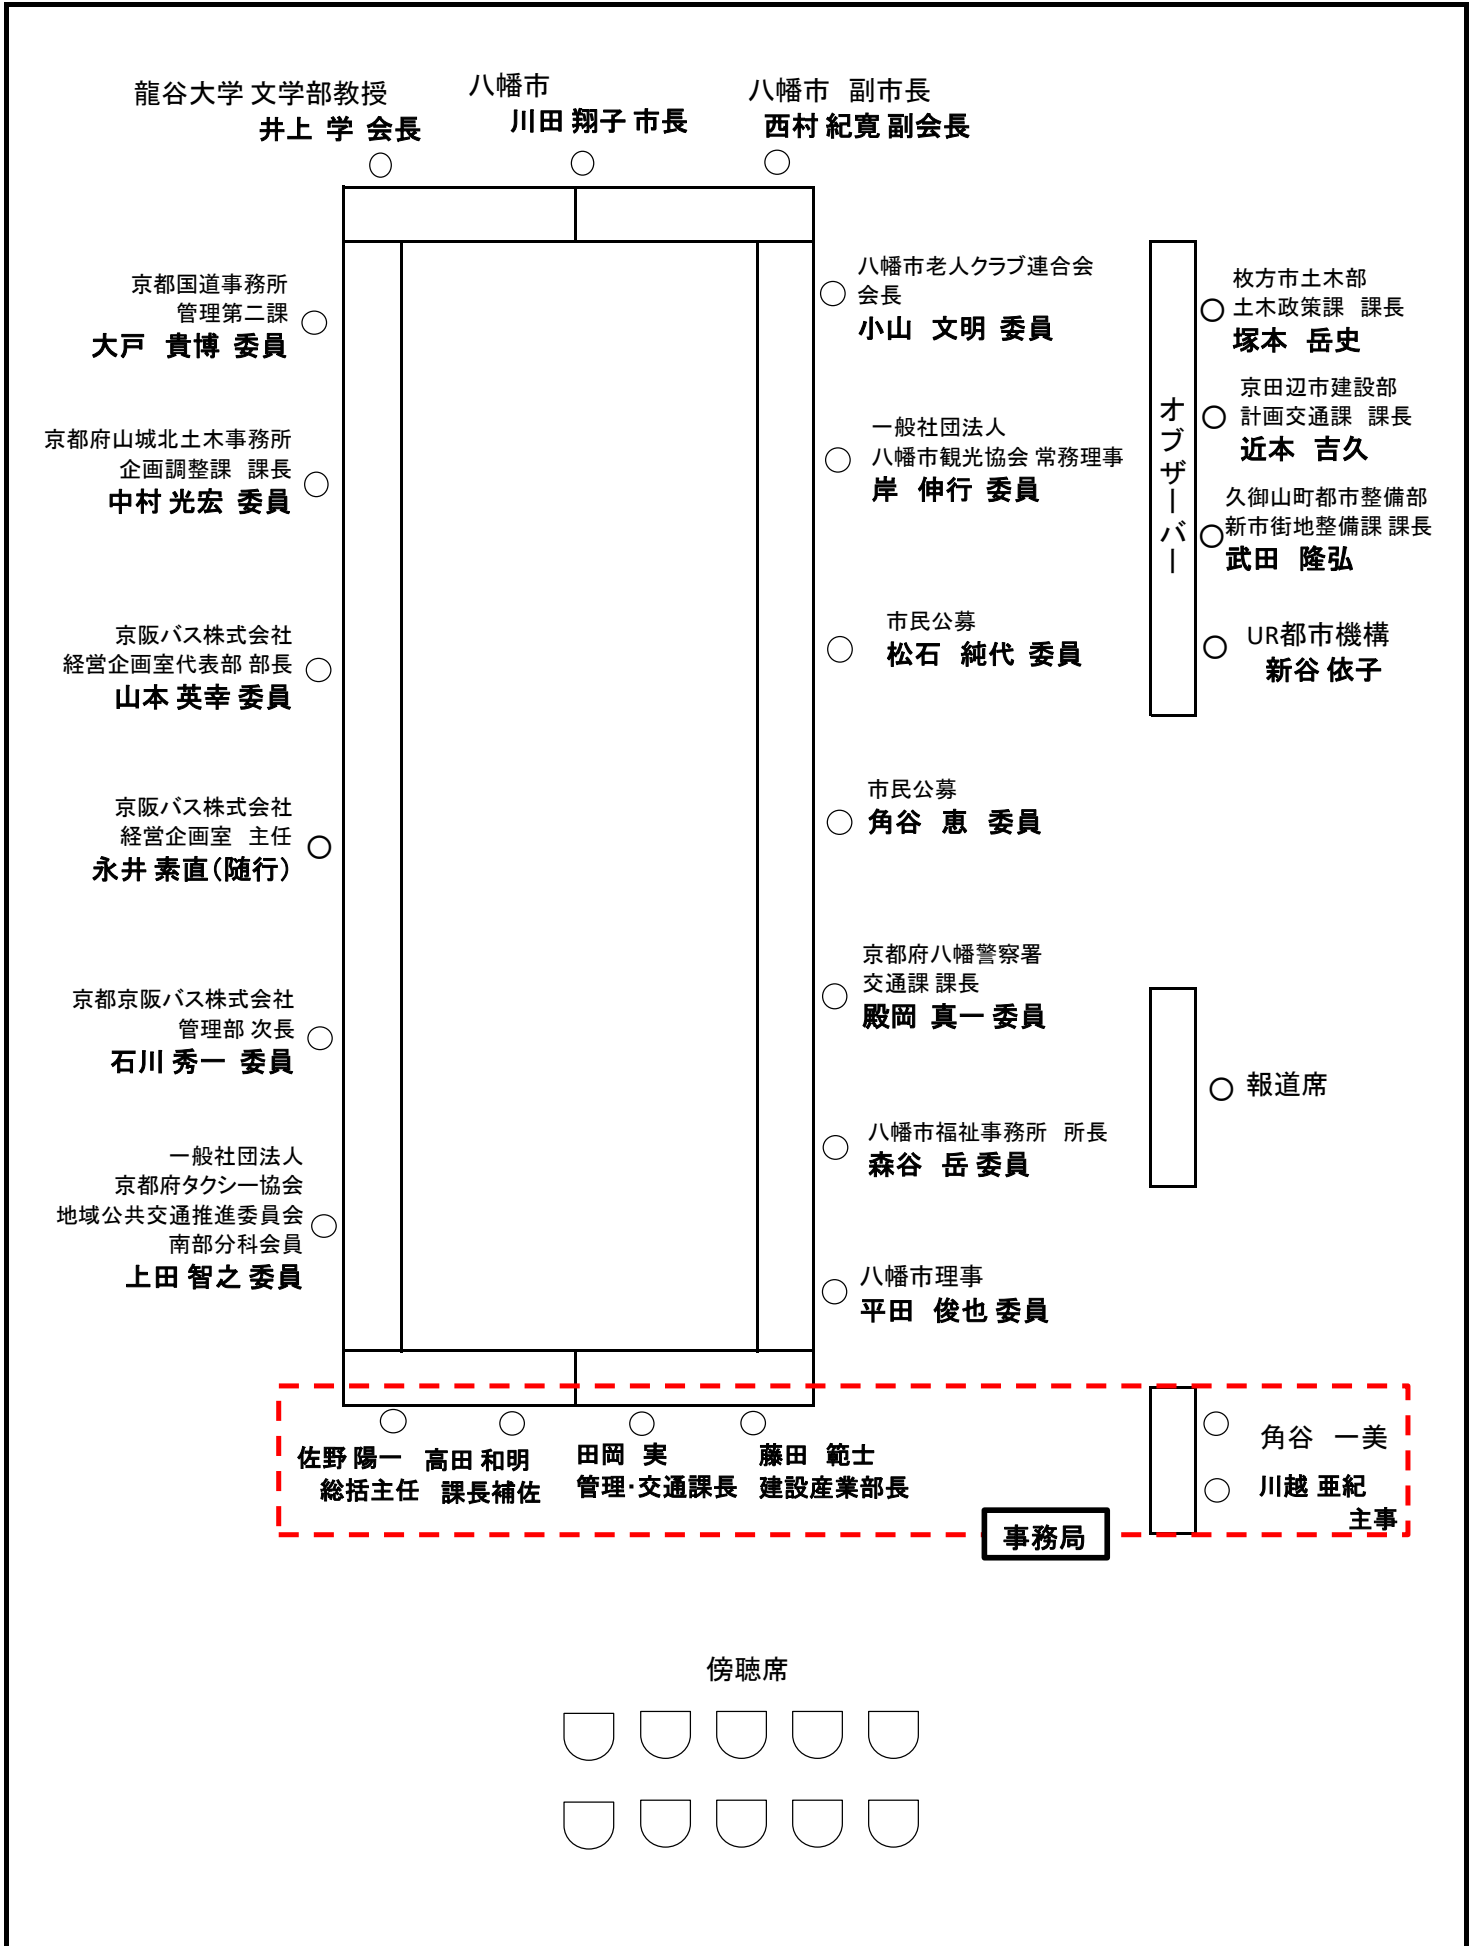 龍谷大学 文学部教授
井上 学 会長
八幡市
川田 翔子 市長
八幡市 副市長
西村 紀寛 副会長
京都国道事務所
管理第二課
大戸 貴博 委員
京都府山城北土木事務所
企画調整課 課長
中村 光宏 委員
京阪バス株式会社
経営企画室代表部 部長
山本 英幸 委員
京阪バス株式会社
経営企画室 主任
永井 素直(随行)
京都京阪バス株式会社
管理部 次長
石川 秀一 委員
一般社団法人
京都府タクシー協会
地域公共交通推進委員会
南部分科会員
上田 智之 委員
八幡市老人クラブ連合会
会長
小山 文明 委員
一般社団法人
八幡市観光協会 常務理事
岸 伸行 委員
市民公募
松石 純代 委員
市民公募
角谷 恵 委員
京都府八幡警察署
交通課 課長
殿岡 真一 委員
八幡市福祉事務所 所長
森谷 岳 委員
八幡市理事
平田 俊也 委員
オブザーバー
枚方市土木部
土木政策課 課長
塚本 岳史
京田辺市建設部
計画交通課 課長
近本 吉久
久御山町都市整備部
新市街地整備課 課長
武田 隆弘
UR都市機構
新谷 依子
報道席
佐野 陽一
総括主任
高田 和明
課長補佐
田岡 実
管理・交通課長
藤田 範士
建設産業部長
角谷 一美
川越 亜紀
主事
事務局
傍聴席